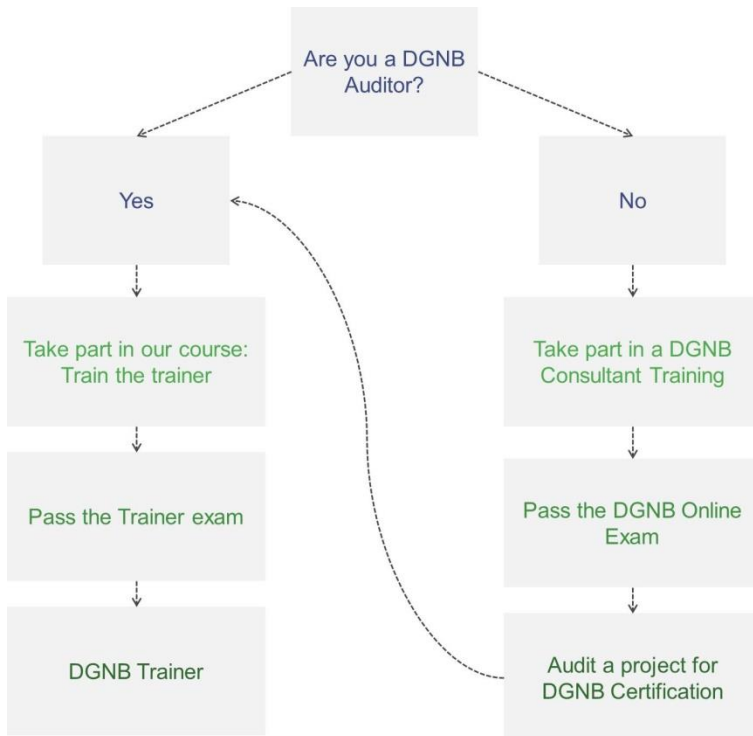 Are you a DGNB
Auditor?
Yes
No
Take part in our course:
Train the trainer
Take part in a DGNB
Consultant Training
Pass the Trainer exam
Pass the DGNB Online
Exam
DGNB Trainer
Audit a project for
DGNB Certification